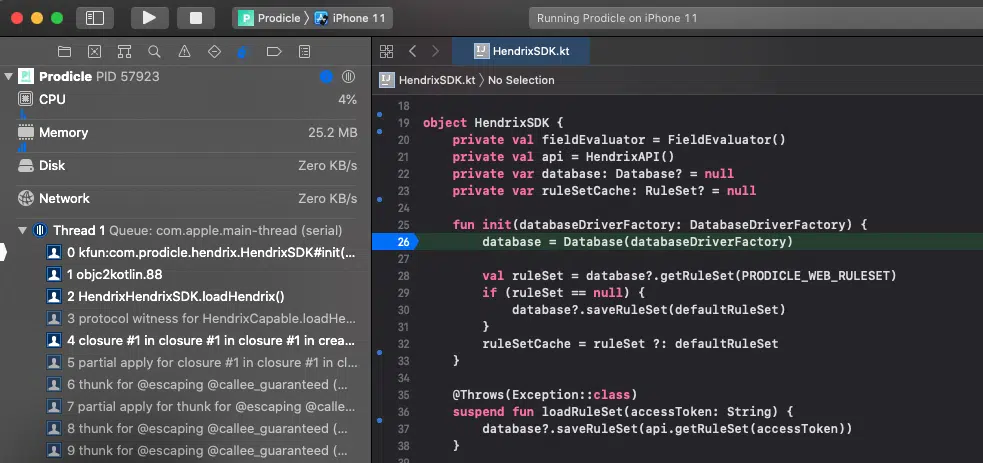 Prodicle 〉 iPhone 11
Running Prodicle on iPhone 11
Prodicle PID 57923
CPU 4%
Memory 25.2 MB
Disk Zero KB/s
Network Zero KB/s
Thread 1 Queue: com.apple.main-thread (serial)
0 kfun:com.prodicle.hendrix.HendrixSDK#init(...
1 objc2kotlin.88
2 HendrixHendrixSDK.loadHendrix()
3 protocol witness for HendrixCapable.loadHe...
4 closure #1 in closure #1 in closure #1 in crea...
5 partial apply for closure #1 in closure #1 in cl...
6 thunk for @escaping @callee_guaranteed (...
7 partial apply for thunk for @escaping @calle...
8 thunk for @escaping @callee_guaranteed (...
9 thunk for @escaping @callee_guaranteed (...
HendrixSDK.kt
HendrixSDK.kt 〉 No Selection
18
19 object HendrixSDK {
20 private val fieldEvaluator = FieldEvaluator()
21 private val api = HendrixAPI()
22 private var database: Database? = null
23 private var ruleSetCache: RuleSet? = null
24
25 fun init(databaseDriverFactory: DatabaseDriverFactory) {
26 database = Database(databaseDriverFactory)
27
28 val ruleSet = database?.getRuleSet(PRODICLE_WEB_RULESET)
29 if (ruleSet == null) {
30 database?.saveRuleSet(defaultRuleSet)
31 }
32 ruleSetCache = ruleSet ?: defaultRuleSet
33 }
34
35 @Throws(Exception::class)
36 suspend fun loadRuleSet(accessToken: String) {
37 database?.saveRuleSet(api.getRuleSet(accessToken))
38 }
39